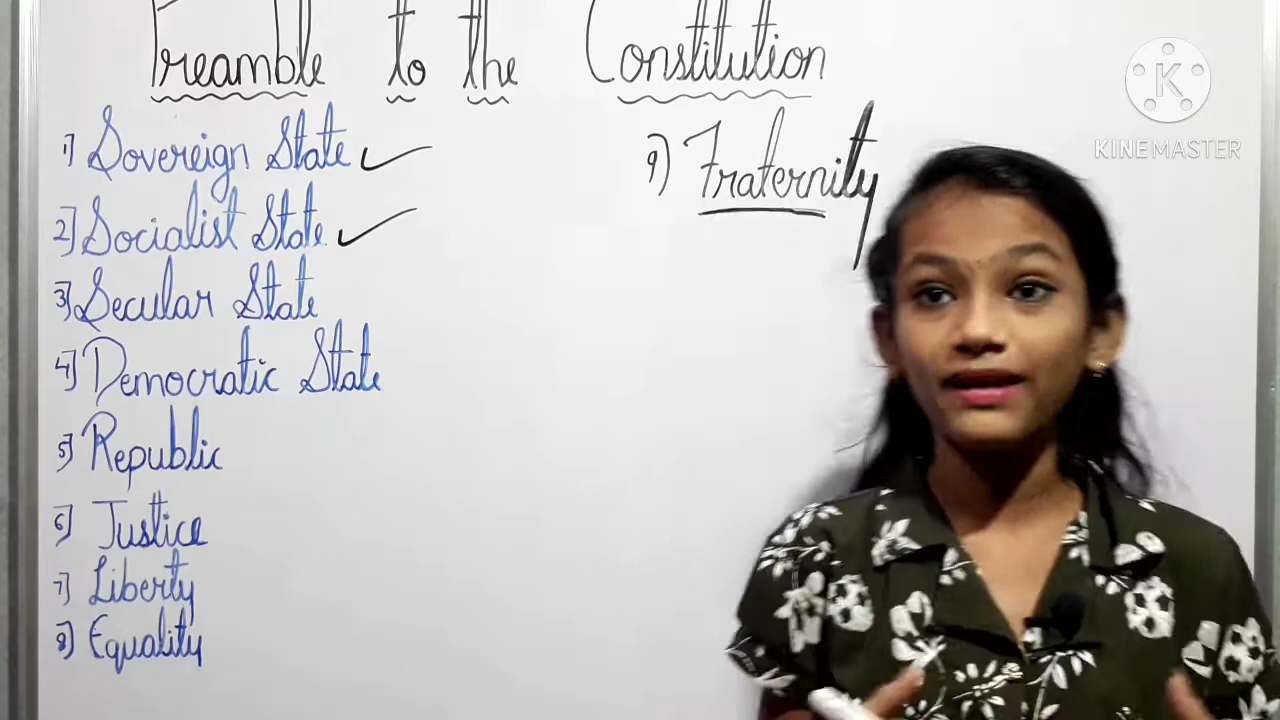 Preamble to the Constitution
1) Sovereign State
2] Socialist State
3] Secular State
4] Democratic State
5] Republic
6] Justice
7] Liberty
8) Equality
9) Fraternity
K
KINEMASTER